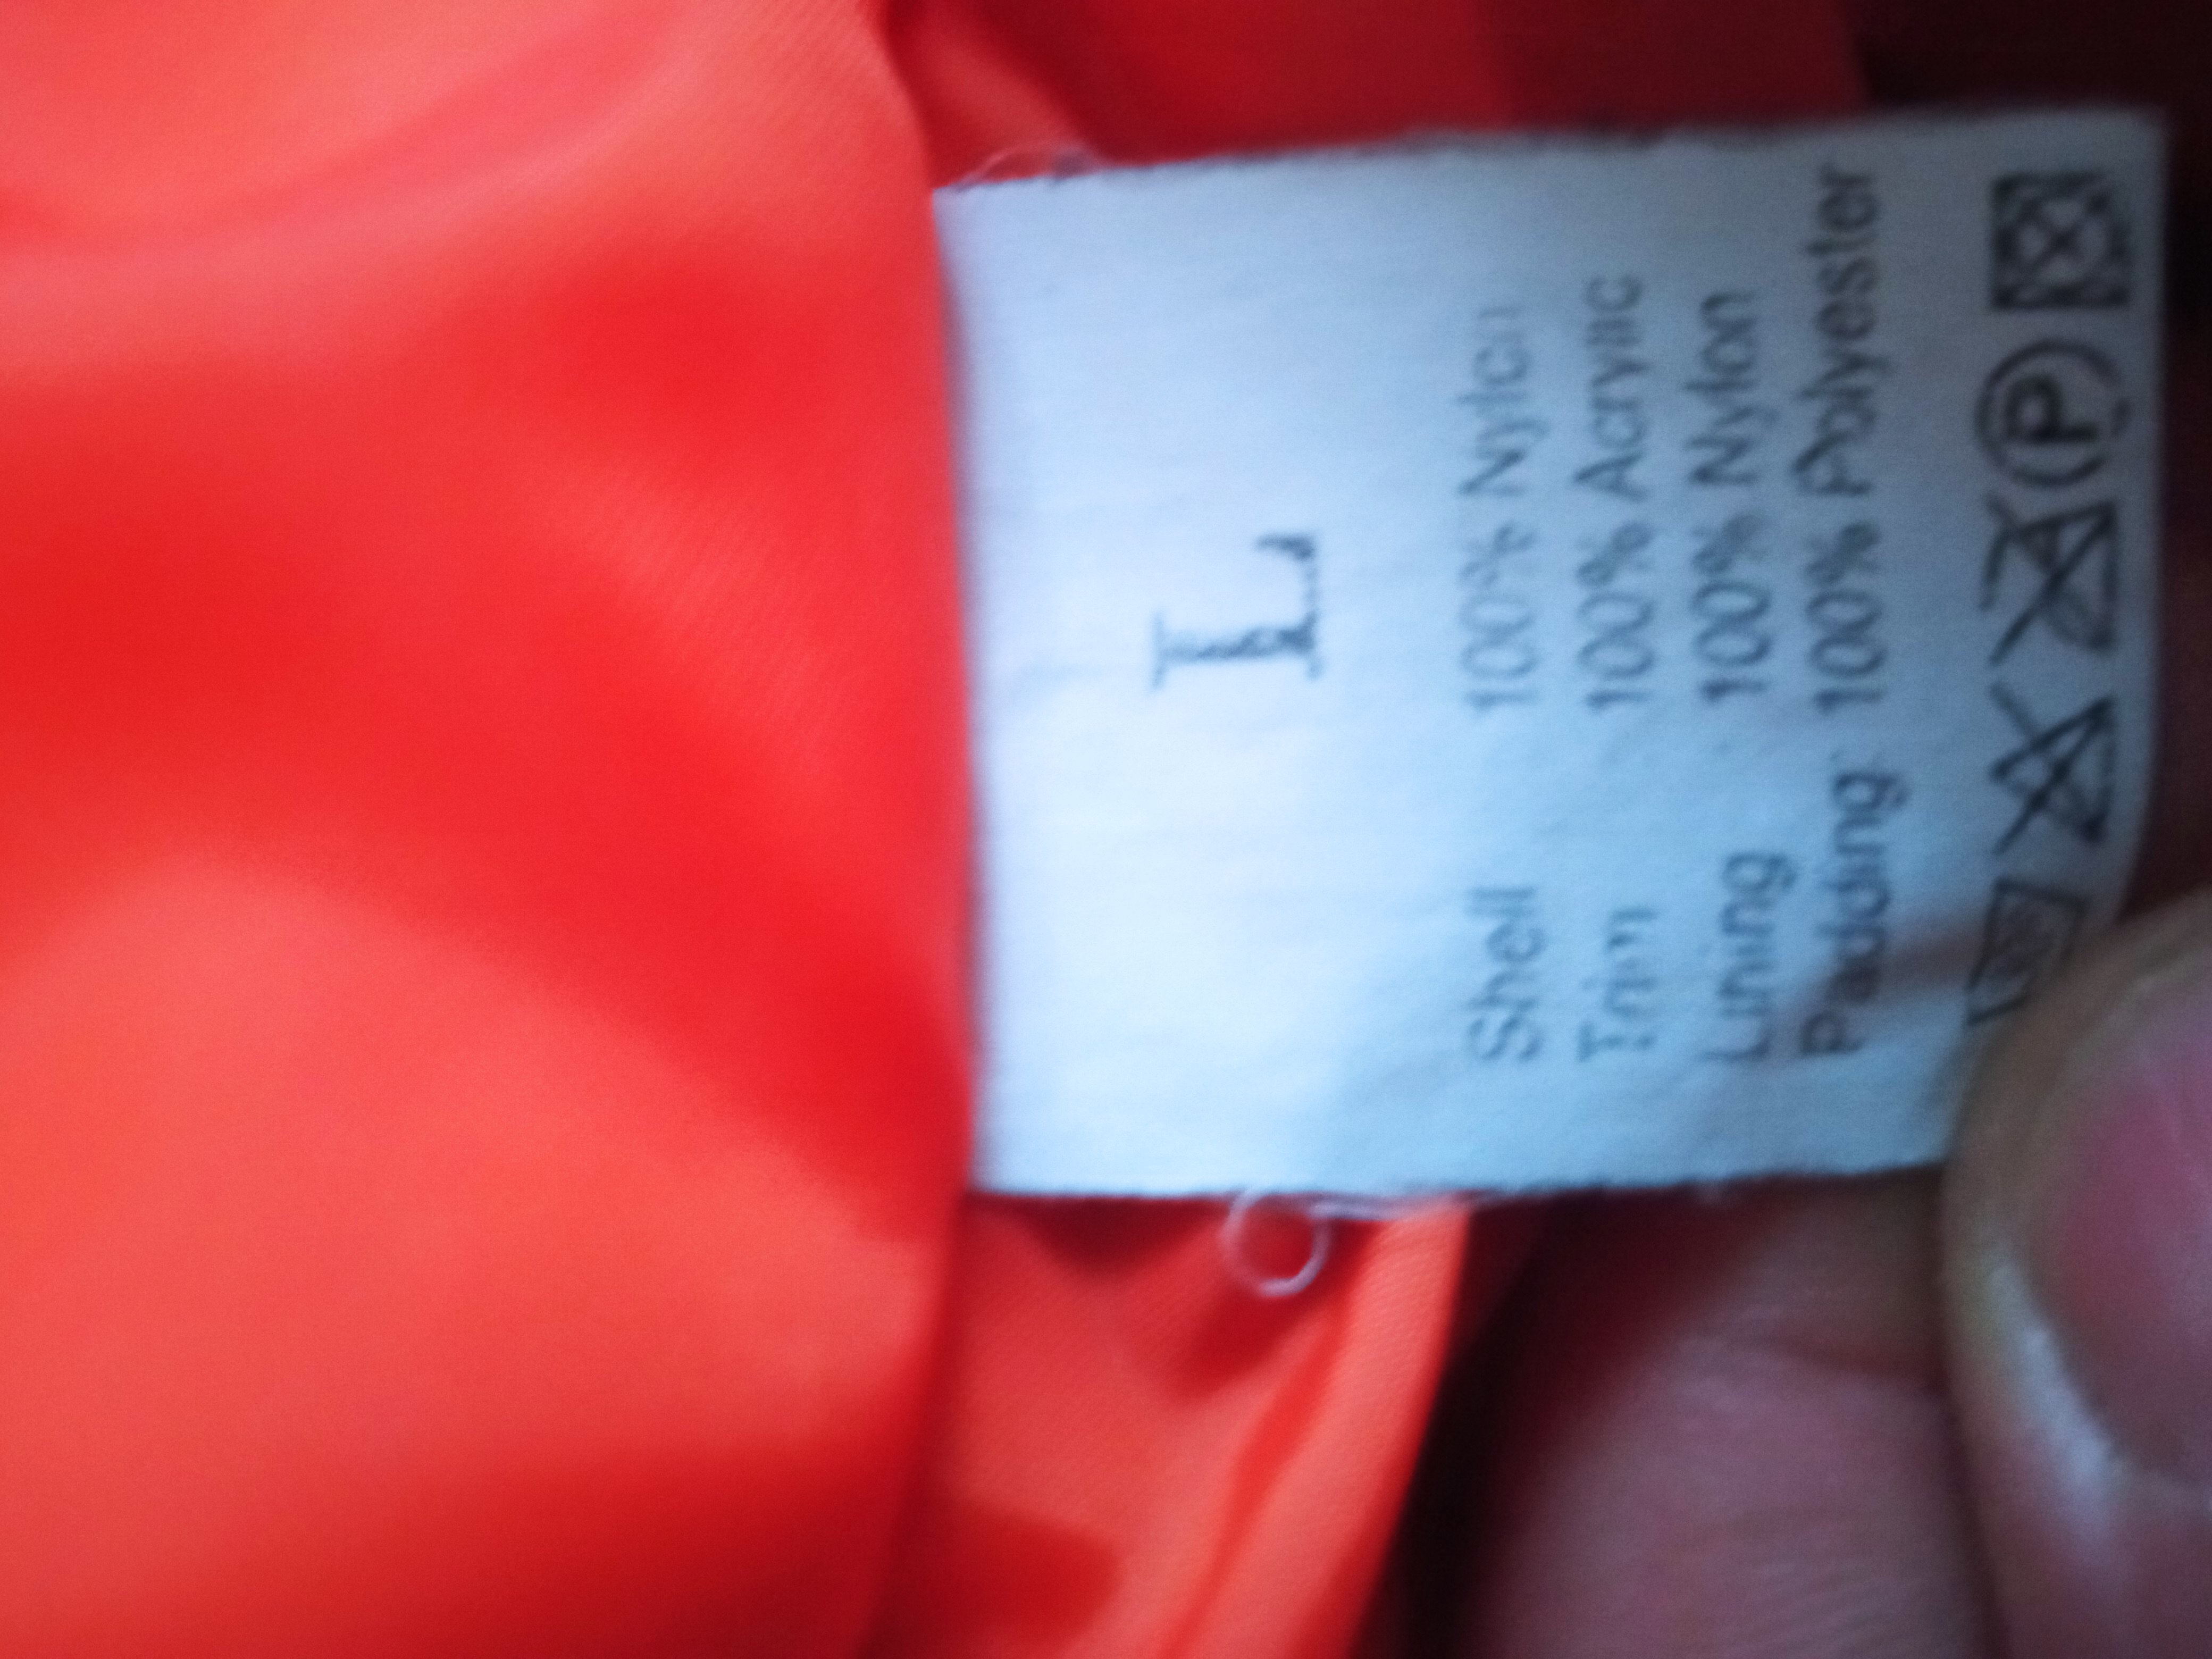 L
Shell 100% Nylon
Trim 100% Acrylic
Lining 100% Nylon
Padding 100% Polyester
P